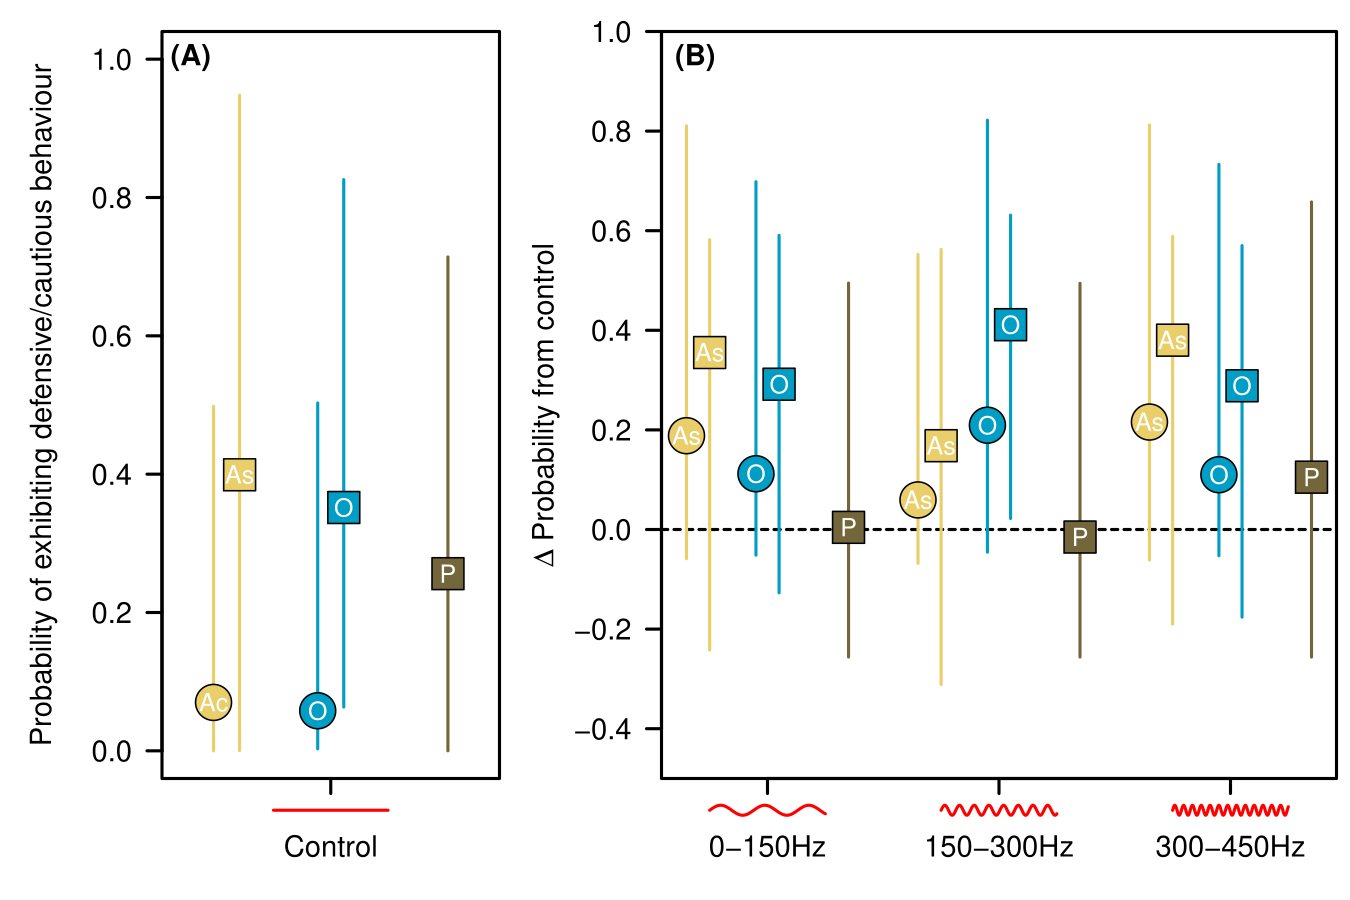 (A)
Probability of exhibiting defensive/cautious behaviour
1.0
0.8
0.6
0.4
0.2
0.0
Ac
As
O
O
P
Control
(B)
Δ Probability from control
1.0
0.8
0.6
0.4
0.2
0.0
−0.2
−0.4
As
As
O
O
P
As
As
O
O
P
As
As
O
O
P
0−150Hz
150−300Hz
300−450Hz